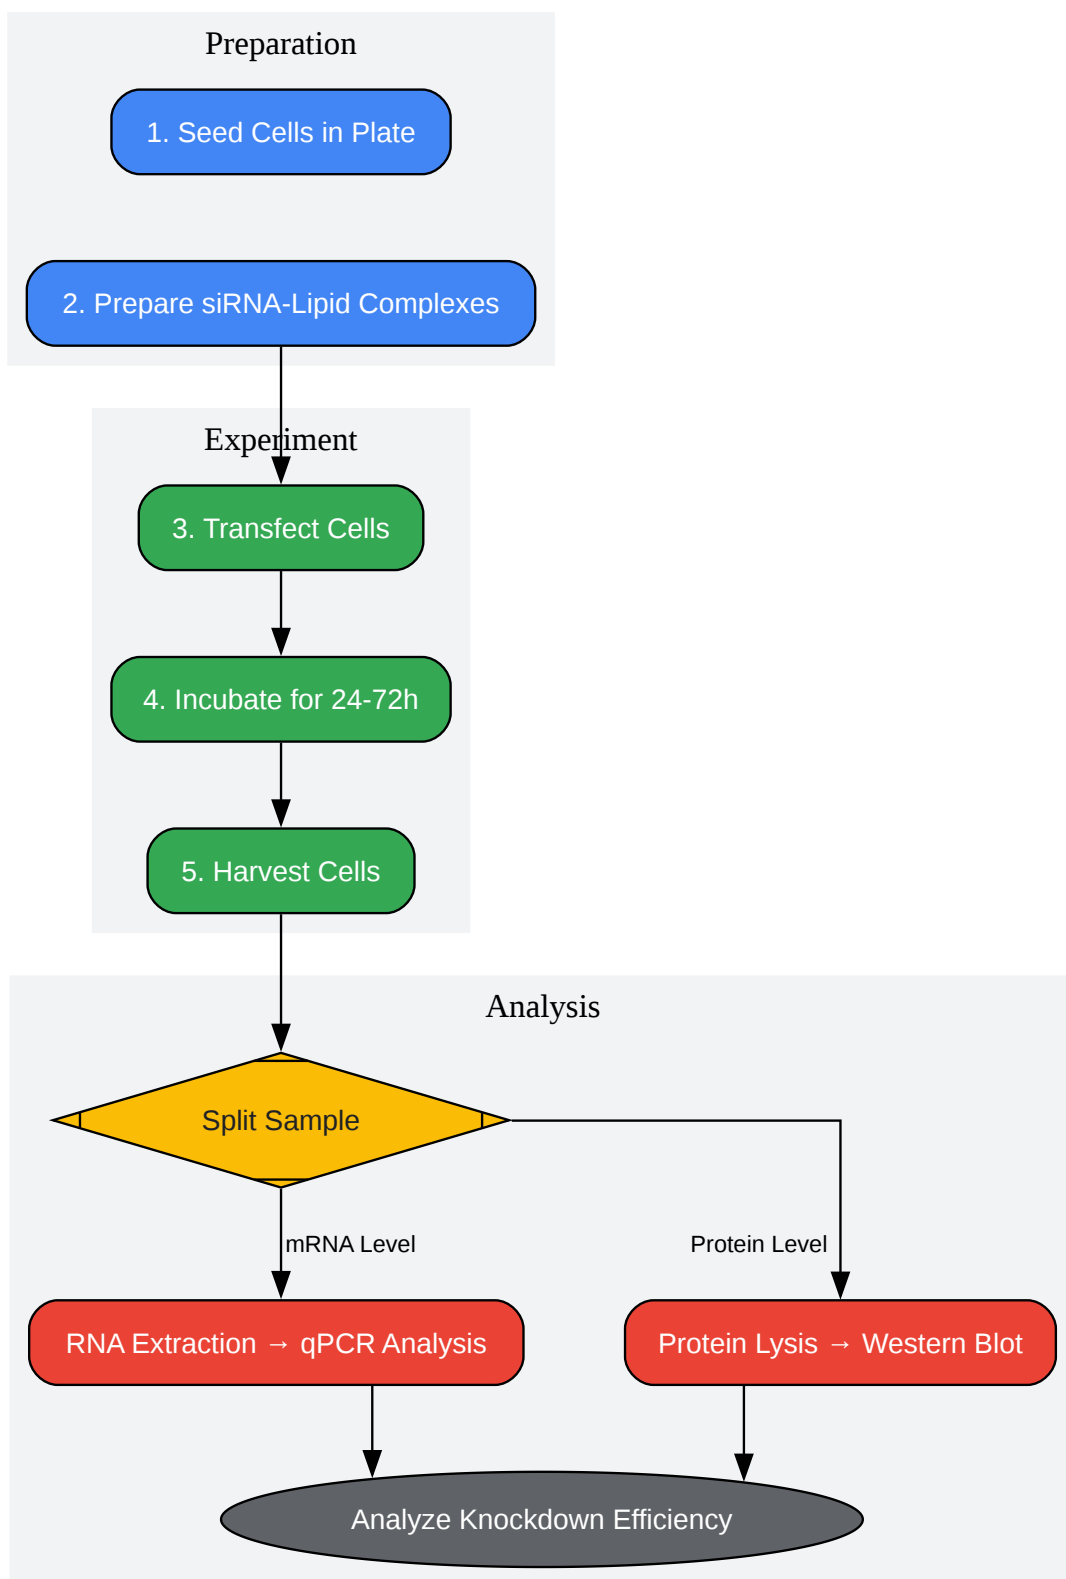 Preparation
1. Seed Cells in Plate
2. Prepare siRNA-Lipid Complexes
Experiment
3. Transfect Cells
4. Incubate for 24-72h
5. Harvest Cells
Analysis
Split Sample
mRNA Level
Protein Level
RNA Extraction → qPCR Analysis
Protein Lysis → Western Blot
Analyze Knockdown Efficiency